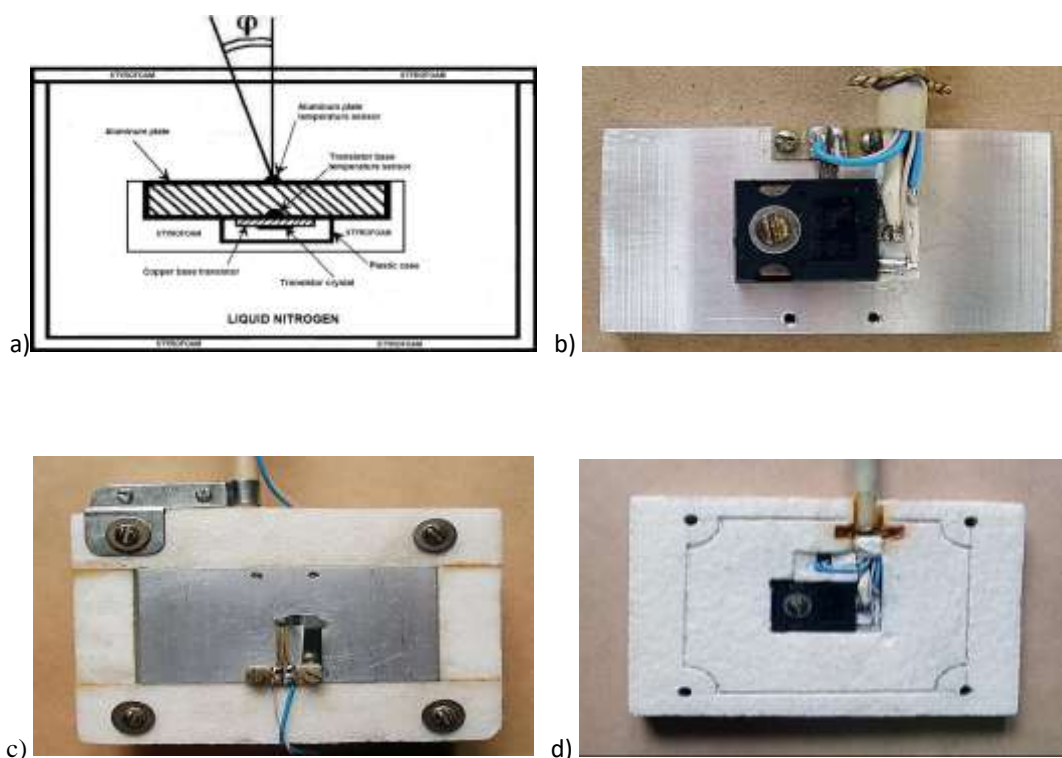 φ
STYROFOAM STYROFOAM
Aluminum plate
temperature sensor
Aluminum plate
Transistor base
temperature sensor
STYROFOAM STYROFOAM
Plastic case
Copper base transistor
Transistor crystal
LIQUID NITROGEN
STYROFOAM STYROFOAM
a)
b)
c)
d)